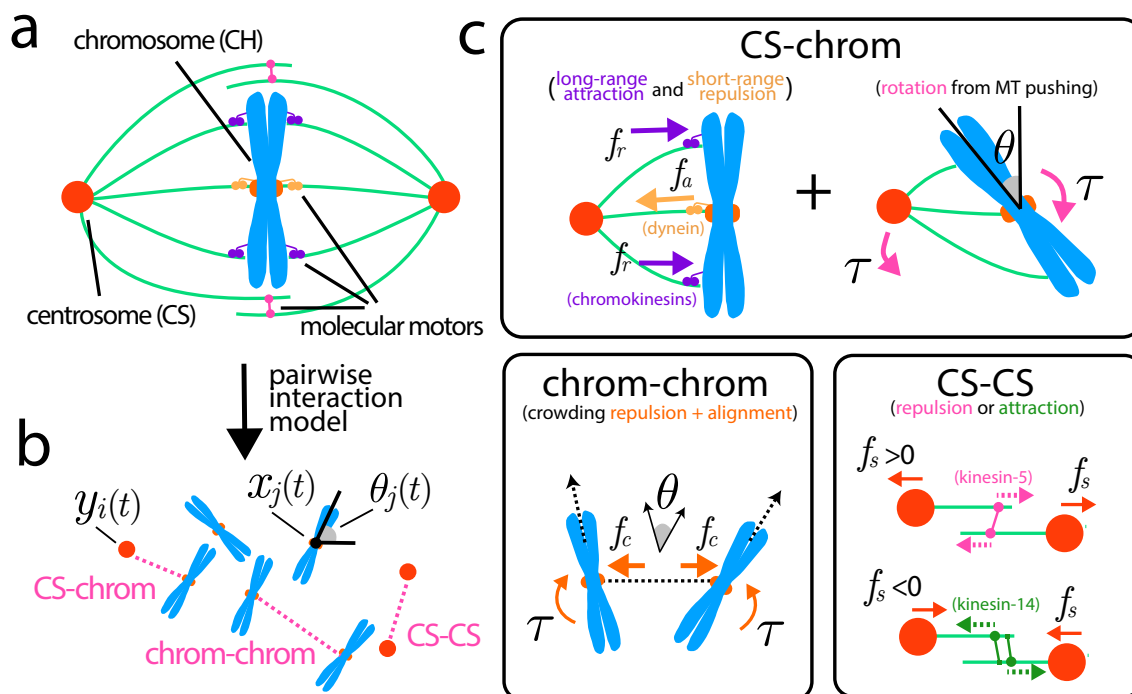 a
chromosome (CH)
centrosome (CS)
molecular motors
pairwise
interaction
model
b
y_i(t)
x_j(t)
θ_j(t)
CS-chrom
chrom-chrom
CS-CS
c
CS-chrom
(long-range attraction and short-range repulsion)
f_r
f_a
(dynein)
f_r
(chromokinesins)
+
(rotation from MT pushing)
θ
τ
τ
chrom-chrom
(crowding repulsion + alignment)
θ
f_c
f_c
τ
τ
CS-CS
(repulsion or attraction)
f_s >0
(kinesin-5)
f_s
f_s <0
(kinesin-14)
f_s